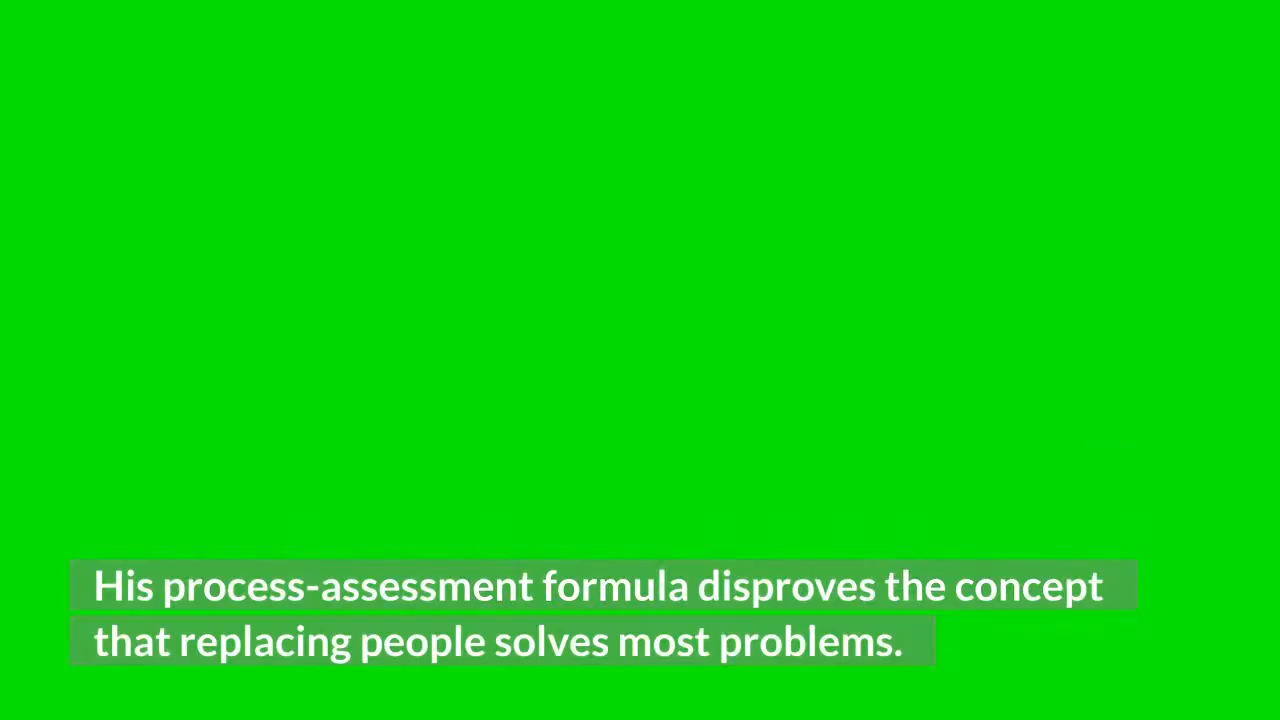 His process-assessment formula disproves the concept
that replacing people solves most problems.